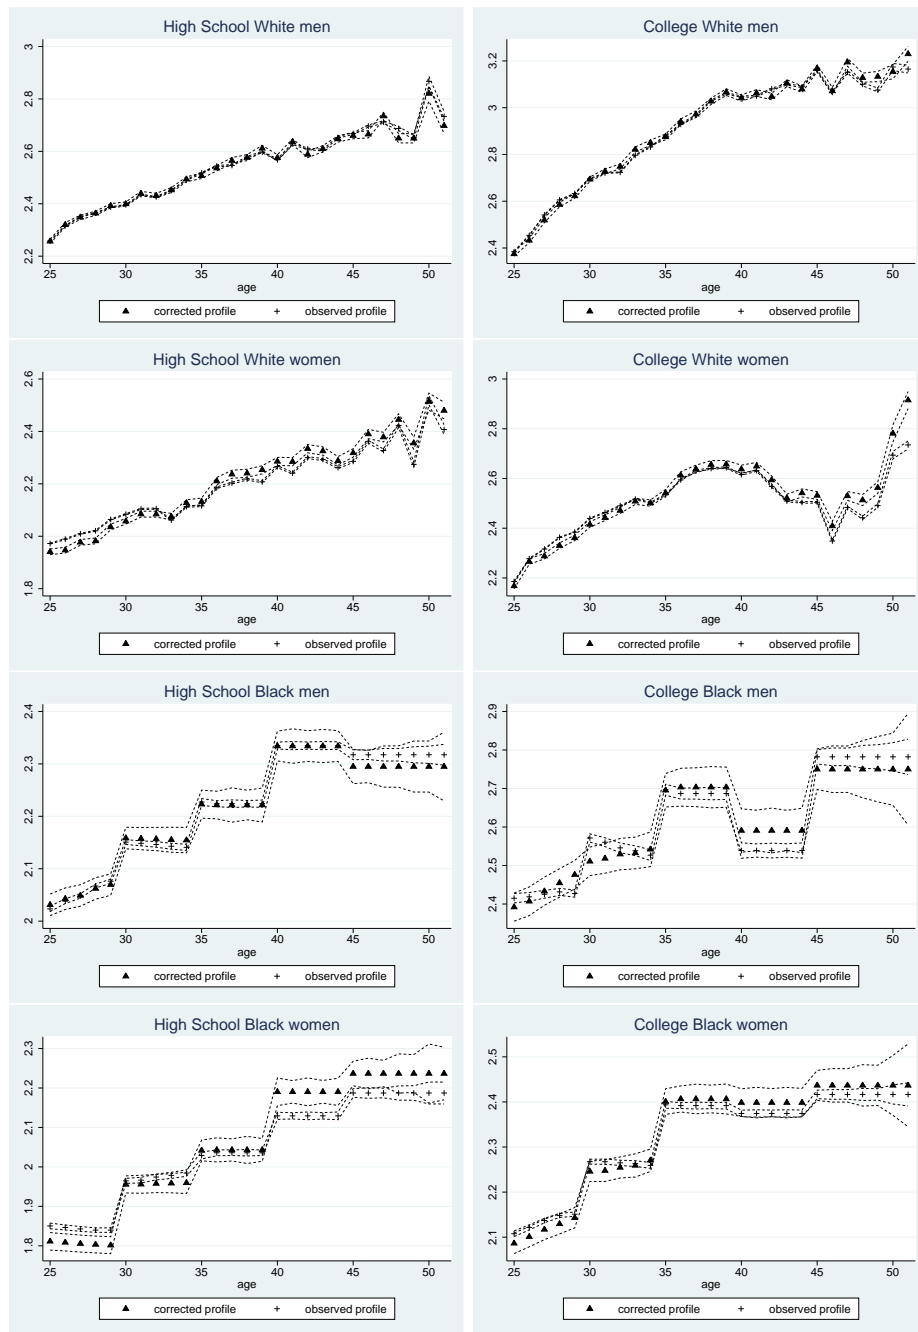 High School White men
3
2.8
2.6
2.4
2.2
25 30 35 40 45 50
age
corrected profile observed profile
College White men
3.2
3
2.8
2.6
2.4
25 30 35 40 45 50
age
corrected profile observed profile
High School White women
2.6
2.4
2.2
2
1.8
25 30 35 40 45 50
age
corrected profile observed profile
College White women
3
2.8
2.6
2.4
2.2
25 30 35 40 45 50
age
corrected profile observed profile
High School Black men
2.4
2.3
2.2
2.1
2
25 30 35 40 45 50
age
corrected profile observed profile
College Black men
2.9
2.8
2.7
2.6
2.5
2.4
25 30 35 40 45 50
age
corrected profile observed profile
High School Black women
2.3
2.2
2.1
2
1.9
1.8
25 30 35 40 45 50
age
corrected profile observed profile
College Black women
2.5
2.4
2.3
2.2
2.1
25 30 35 40 45 50
age
corrected profile observed profile